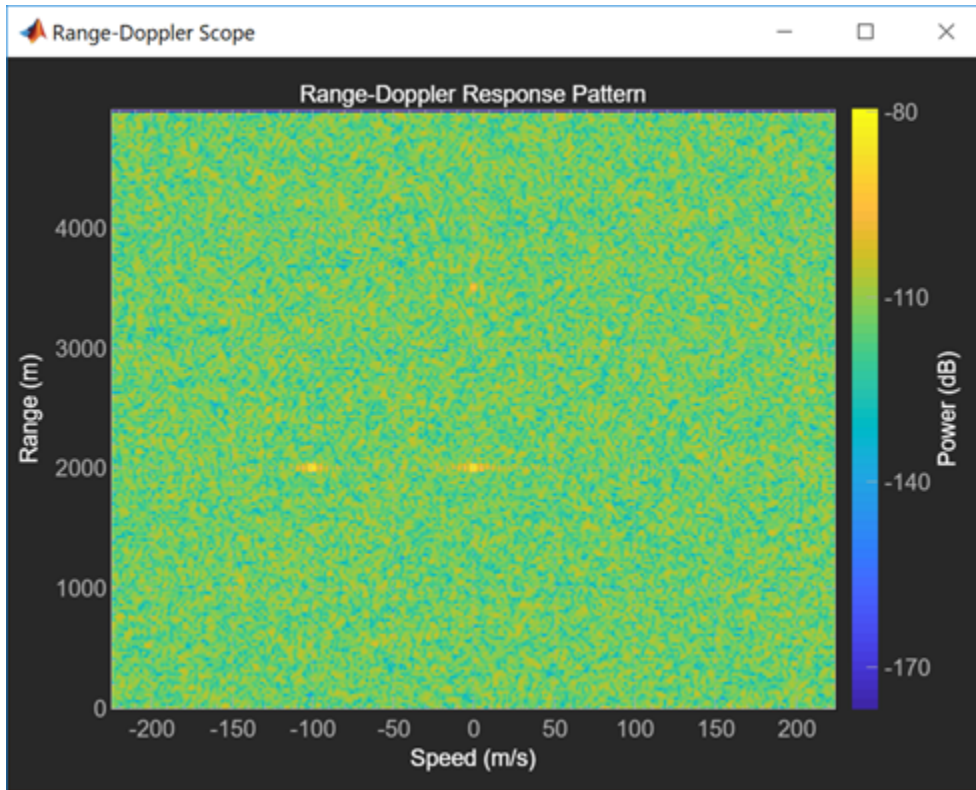 Range-Doppler Scope
Range-Doppler Response Pattern
-80
4000
-110
3000
Range (m)
Power (dB)
2000
-140
1000
-170
0
-200 -150 -100 -50 0 50 100 150 200
Speed (m/s)